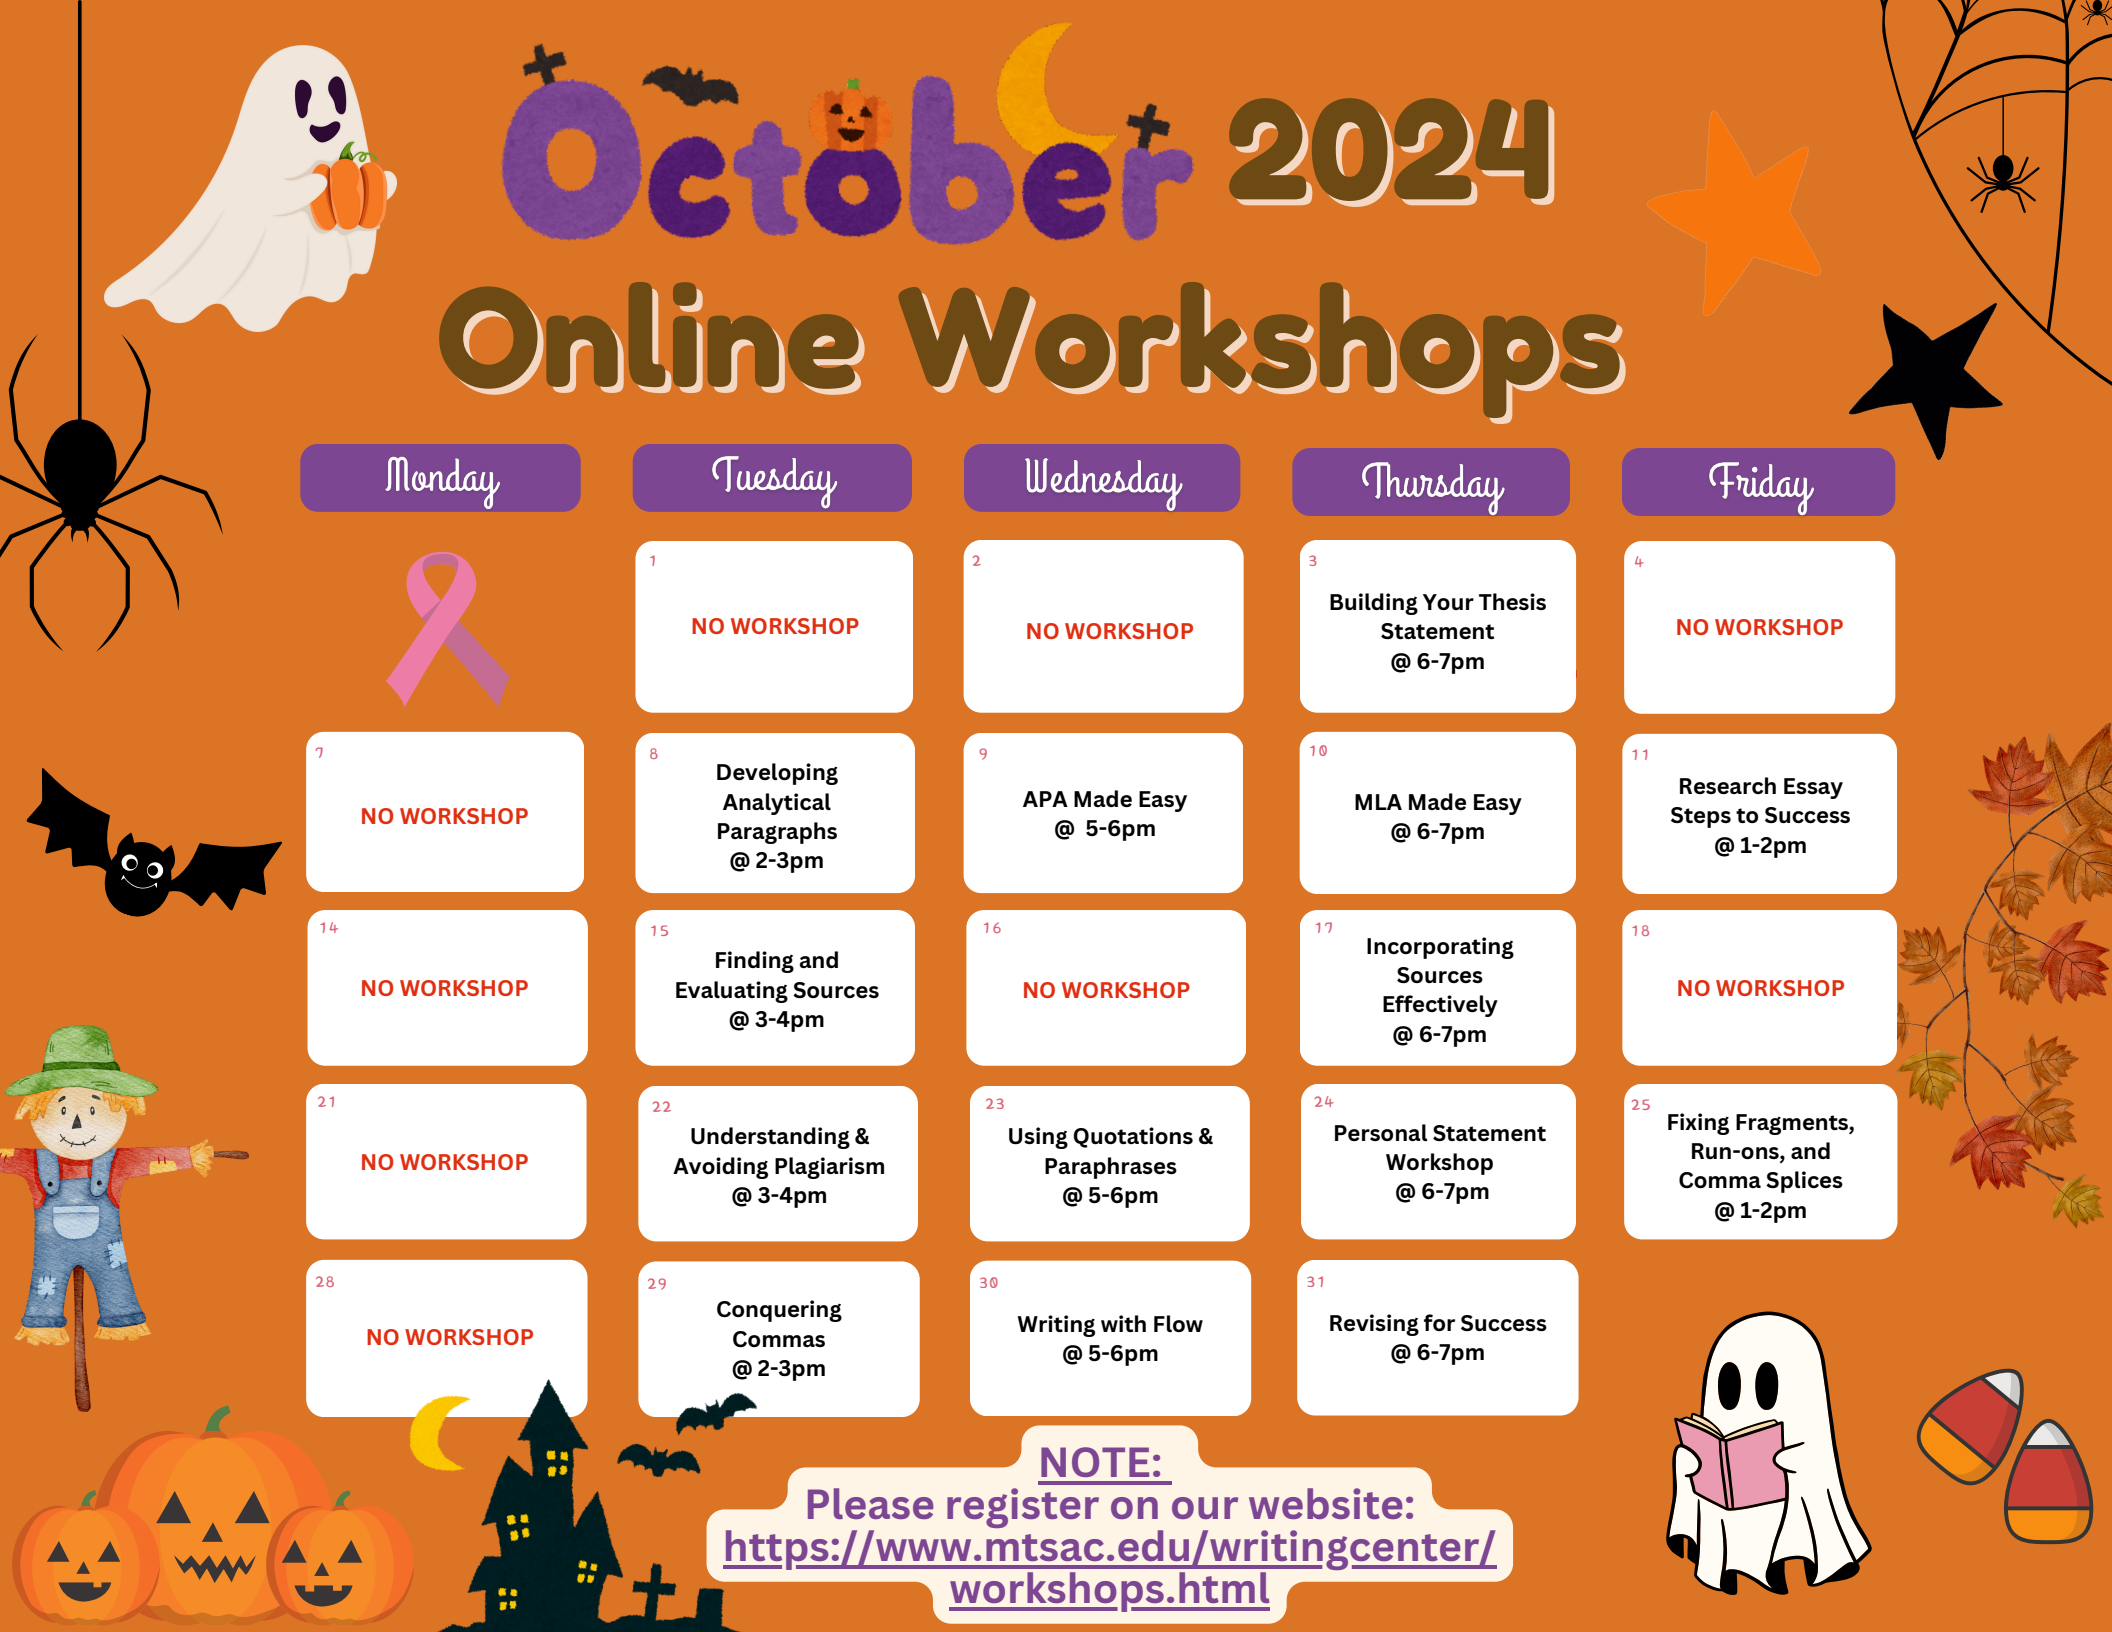 October 2024
Online Workshops
Monday
Tuesday
Wednesday
Thursday
Friday
1
NO WORKSHOP
2
NO WORKSHOP
3
Building Your Thesis
Statement
@ 6-7pm
4
NO WORKSHOP
7
NO WORKSHOP
8
Developing
Analytical
Paragraphs
@ 2-3pm
9
APA Made Easy
@ 5-6pm
10
MLA Made Easy
@ 6-7pm
11
Research Essay
Steps to Success
@ 1-2pm
14
NO WORKSHOP
15
Finding and
Evaluating Sources
@ 3-4pm
16
NO WORKSHOP
17
Incorporating
Sources
Effectively
@ 6-7pm
18
NO WORKSHOP
21
NO WORKSHOP
22
Understanding &
Avoiding Plagiarism
@ 3-4pm
23
Using Quotations &
Paraphrases
@ 5-6pm
24
Personal Statement
Workshop
@ 6-7pm
25
Fixing Fragments,
Run-ons, and
Comma Splices
@ 1-2pm
28
NO WORKSHOP
29
Conquering
Commas
@ 2-3pm
30
Writing with Flow
@ 5-6pm
31
Revising for Success
@ 6-7pm
NOTE:
Please register on our website:
https://www.mtsac.edu/writingcenter/
workshops.html